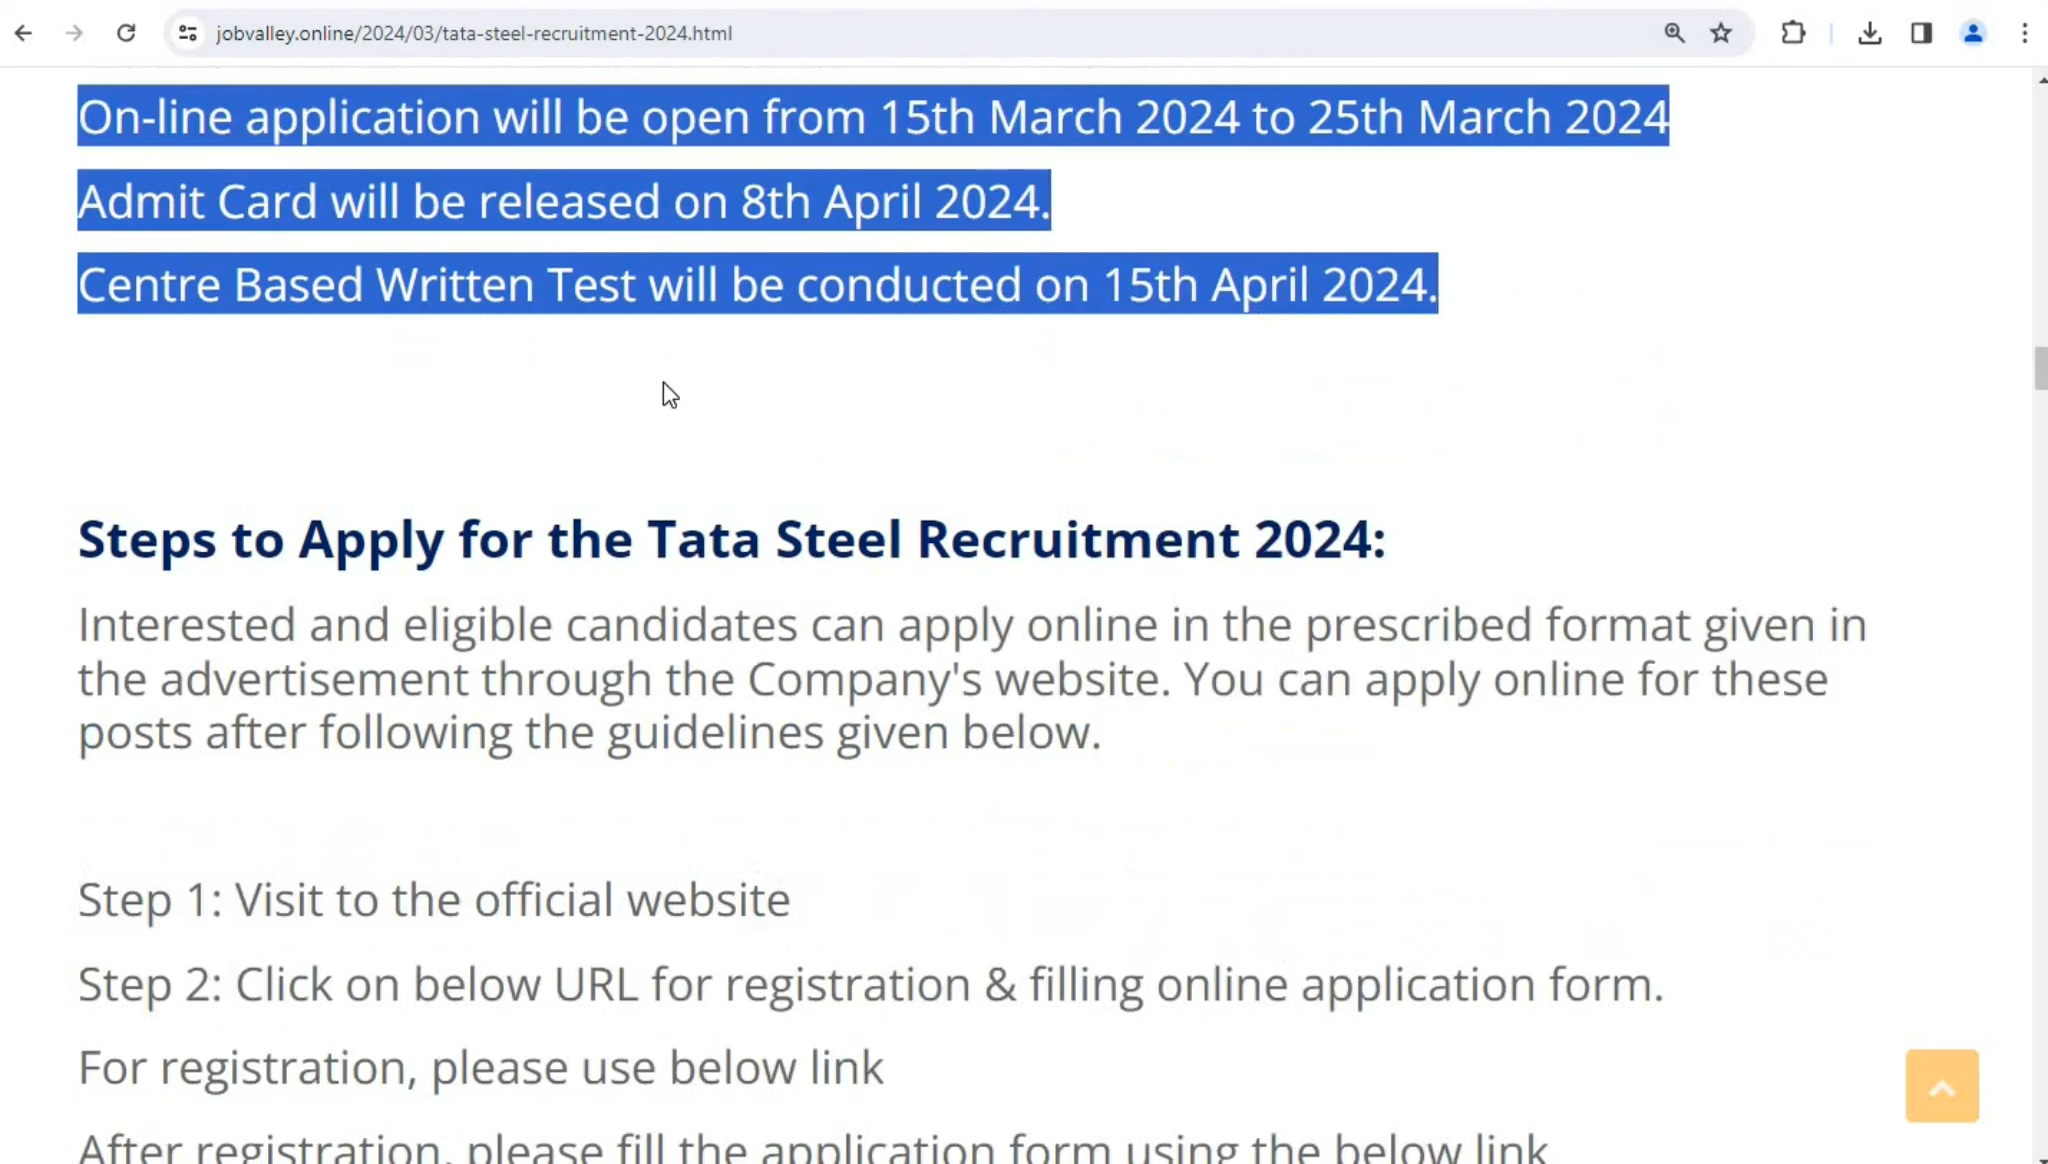 jobvalley.online/2024/03/tata-steel-recruitment-2024.html
On-line application will be open from 15th March 2024 to 25th March 2024
Admit Card will be released on 8th April 2024.
Centre Based Written Test will be conducted on 15th April 2024.
Steps to Apply for the Tata Steel Recruitment 2024:
Interested and eligible candidates can apply online in the prescribed format given in
the advertisement through the Company's website. You can apply online for these
posts after following the guidelines given below.
Step 1: Visit to the official website
Step 2: Click on below URL for registration & filling online application form.
For registration, please use below link
After registration, please fill the application form using the below link